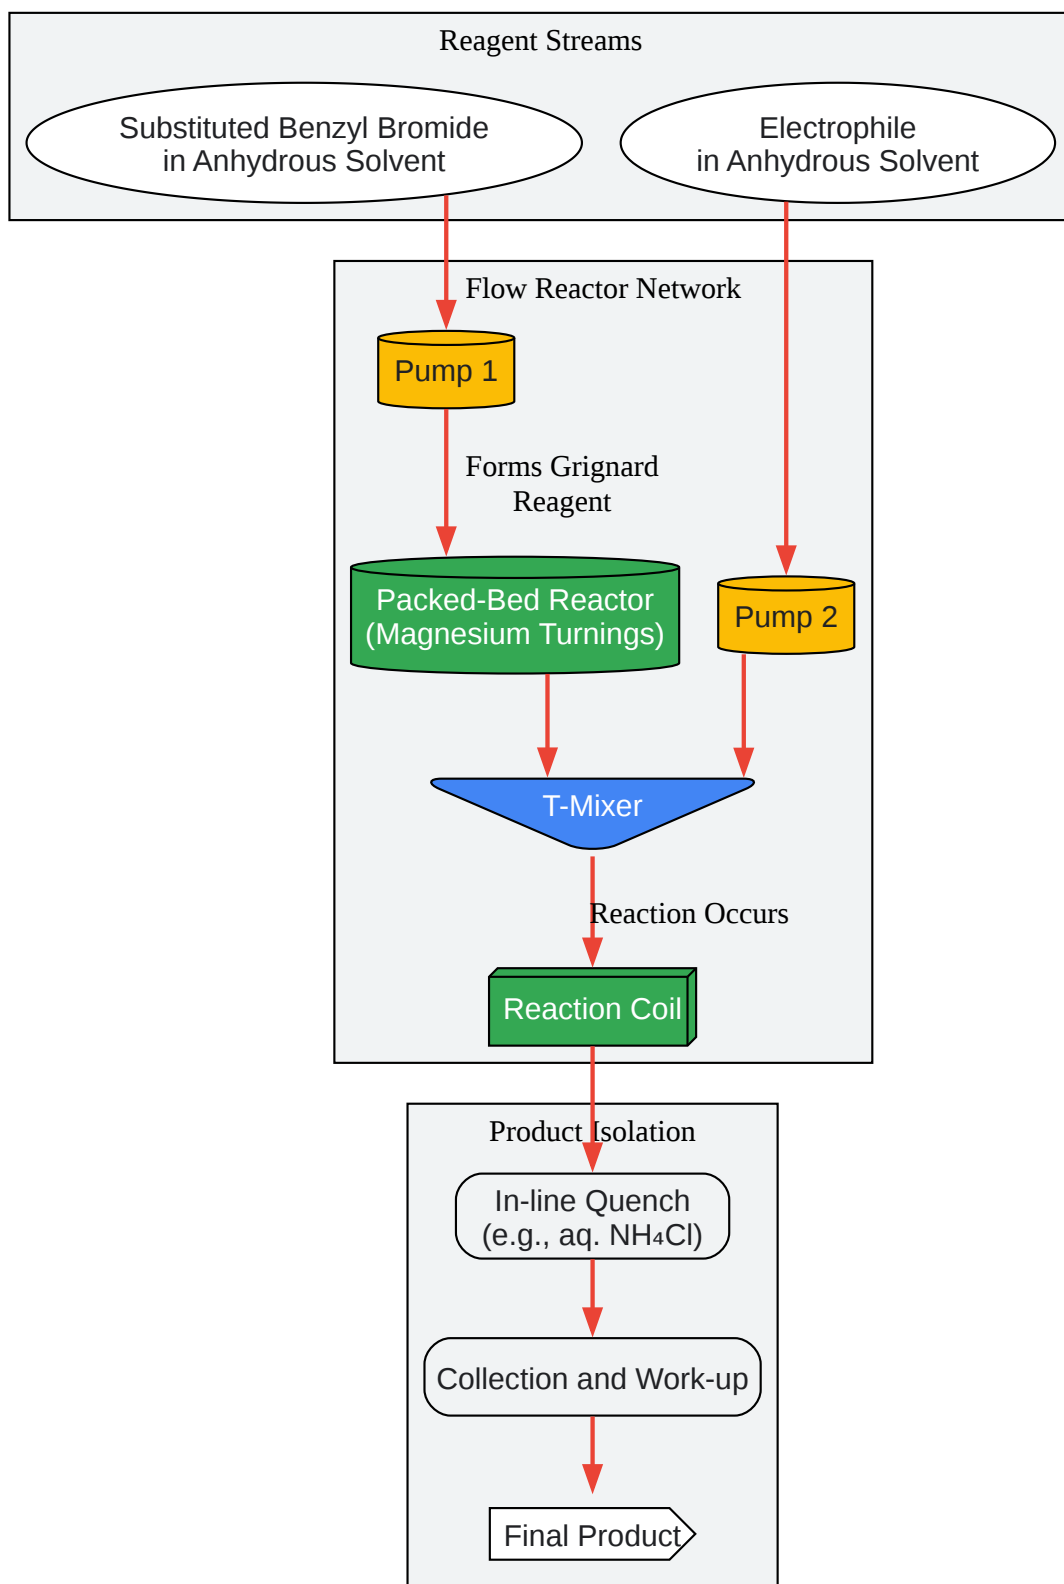 Reagent Streams
Substituted Benzyl Bromide
in Anhydrous Solvent
Electrophile
in Anhydrous Solvent
Flow Reactor Network
Pump 1
Forms Grignard
Reagent
Packed-Bed Reactor
(Magnesium Turnings)
Pump 2
T-Mixer
Reaction Occurs
Reaction Coil
Product Isolation
In-line Quench
(e.g., aq. NH₄Cl)
Collection and Work-up
Final Product